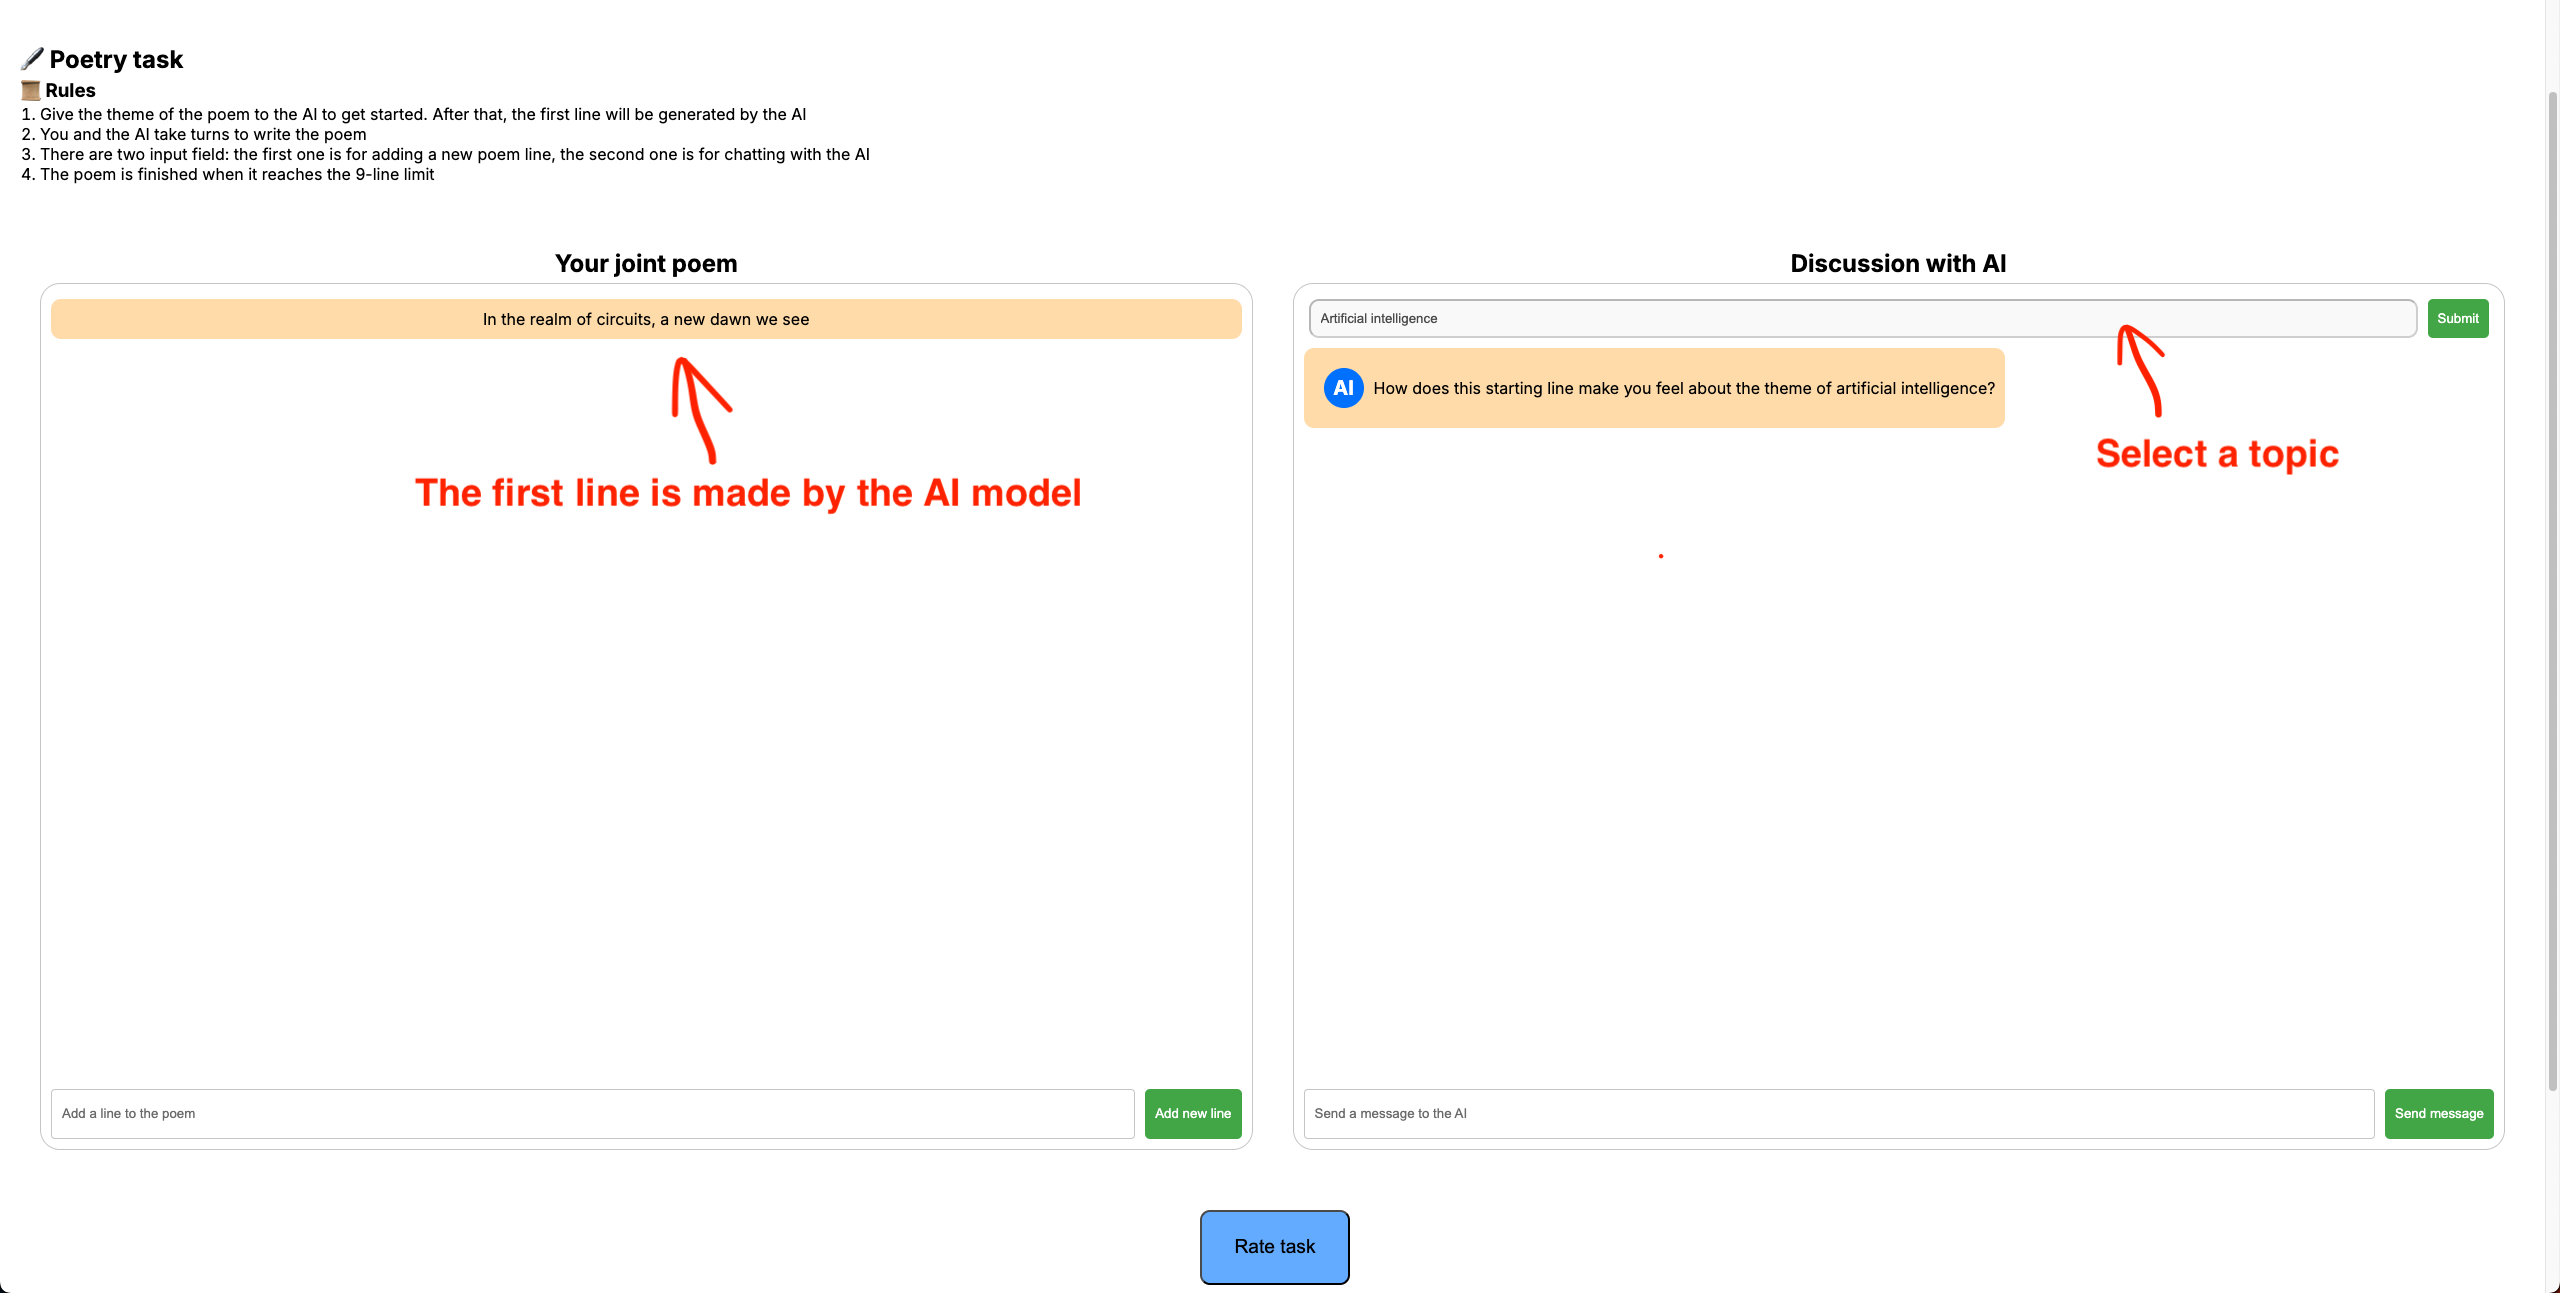 Poetry task
Rules
1. Give the theme of the poem to the AI to get started. After that, the first line will be generated by the AI
2. You and the AI take turns to write the poem
3. There are two input field: the first one is for adding a new poem line, the second one is for chatting with the AI
4. The poem is finished when it reaches the 9-line limit
Your joint poem
In the realm of circuits, a new dawn we see
The first line is made by the AI model
Add a line to the poem
Add new line
Discussion with AI
Artificial intelligence
Submit
AI How does this starting line make you feel about the theme of artificial intelligence?
Select a topic
Send a message to the AI
Send message
Rate task